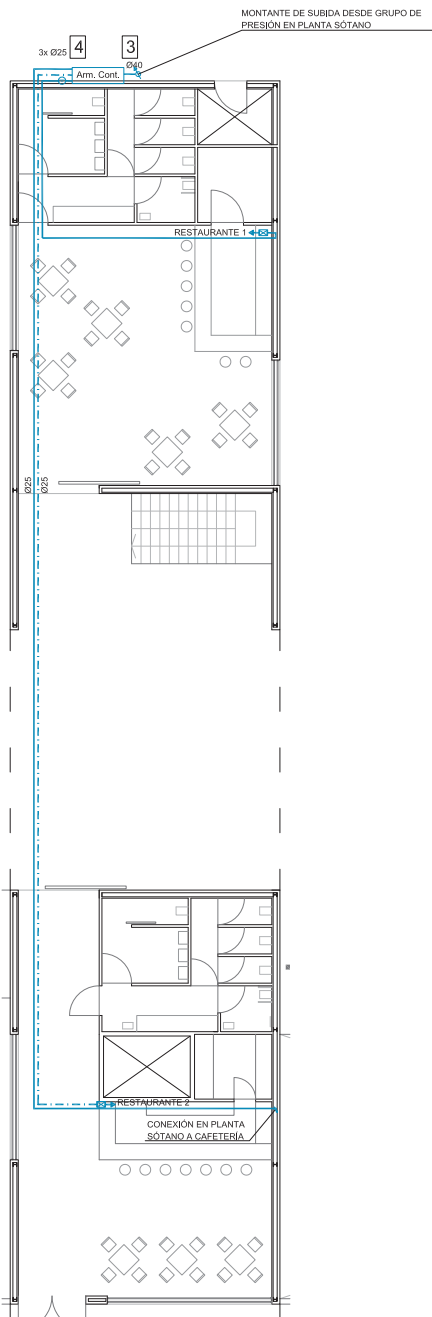 MONTANTE DE SUBIDA DESDE GRUPO DE
PRESIÓN EN PLANTA SÓTANO
3x Ø25
4
3
Ø40
Arm. Cont.
RESTAURANTE 1
Ø25
Ø25
RESTAURANTE 2
CONEXIÓN EN PLANTA
SÓTANO A CAFETERÍA